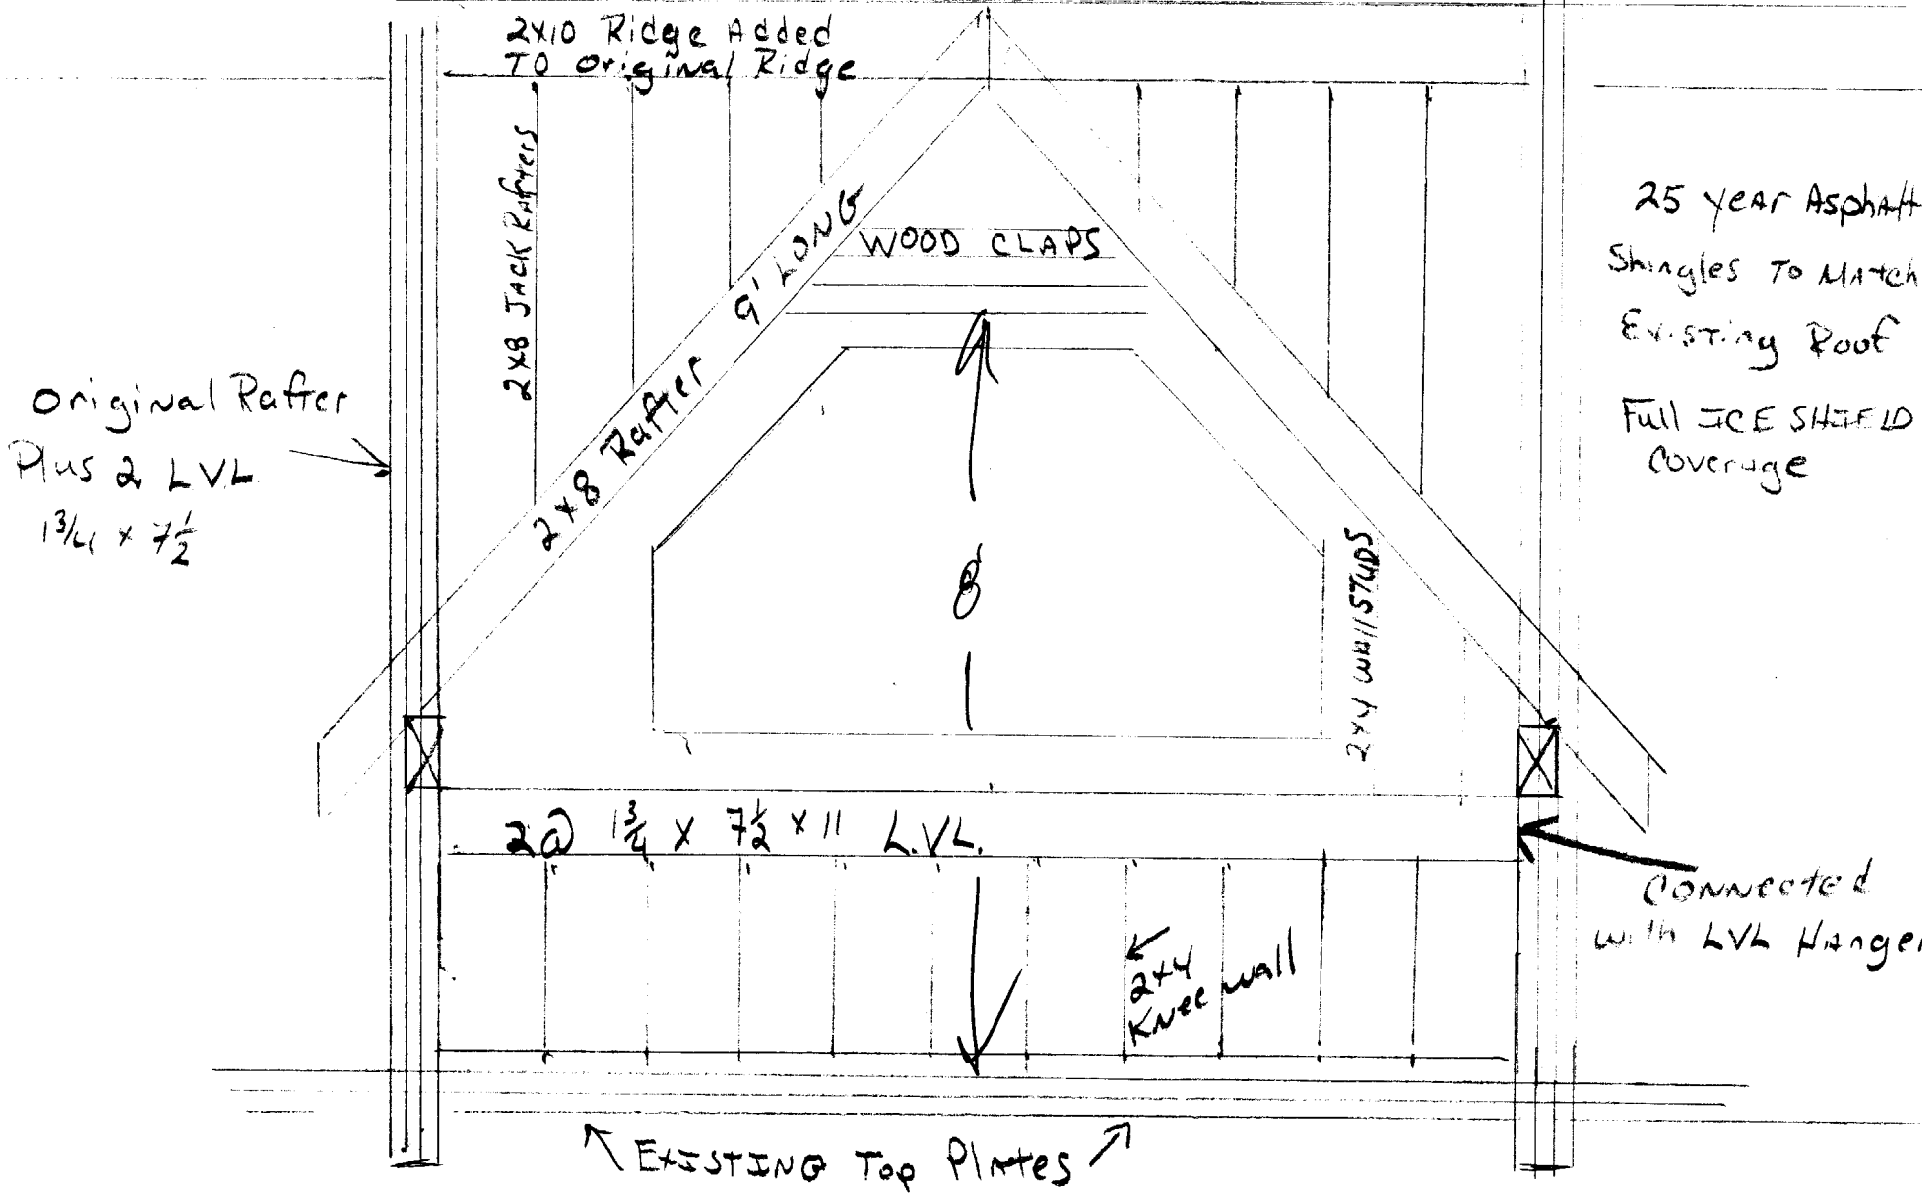 2x10 Ridge Added
TO original Ridge
2x8 JACK RAfters
9' LONG
2x8 Rafter
WOOD CLAPS
25 yeAr AsphAlt
Shingles To MAtch
Existing Roof
Full ICE SHIELD
Coverage
original Rafter
Plus 2 LVL
1 3/4 x 7 1/2
8'
2x4 WAll STUDS
2@ 1 3/4 x 7 1/2 x 11 L.VL.
CONNected
with LVL HAnger
2x4
KNee wall
EXISTING Top PlAtes